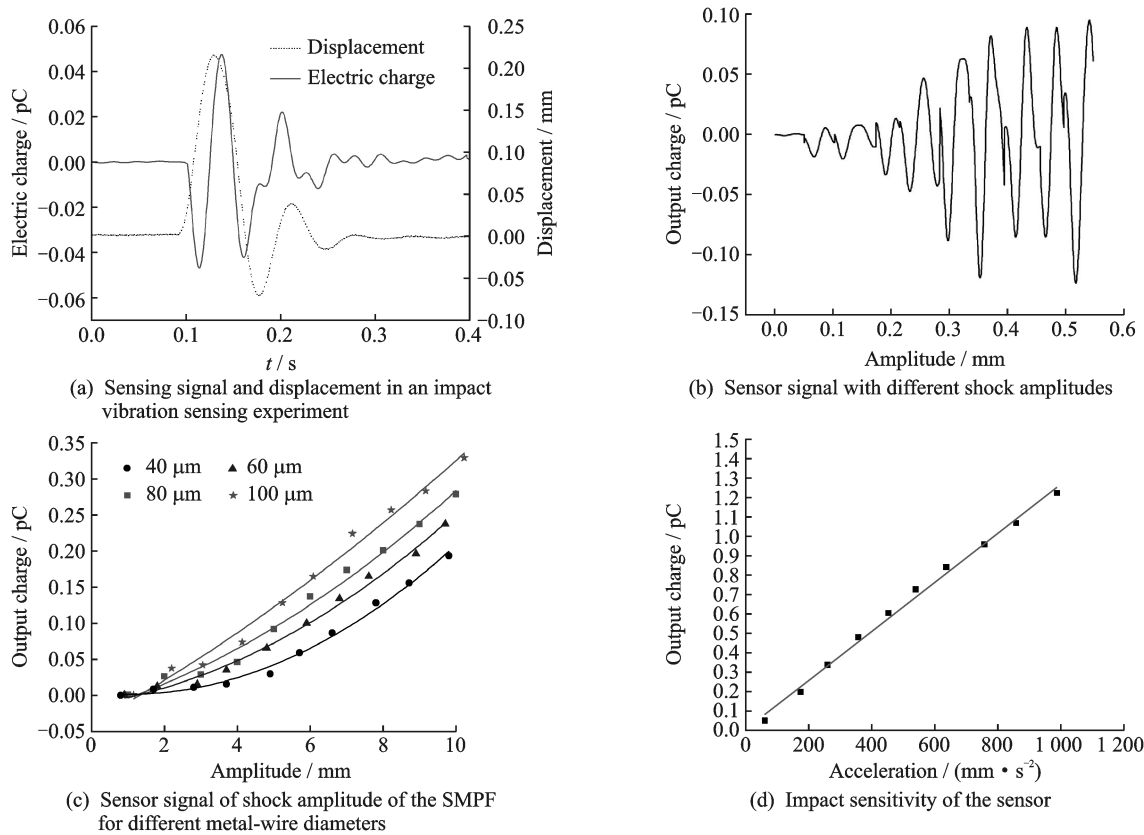 0.06
0.04
0.02
0.00
−0.02
−0.04
−0.06
Electric charge / pC
Displacement
Electric charge
0.25
0.20
0.15
0.10
0.05
0.00
−0.05
−0.10
Displacement / mm
0.0 0.1 0.2 0.3 0.4
t / s
(a) Sensing signal and displacement in an impact
vibration sensing experiment
0.10
0.05
0.00
−0.05
−0.10
−0.15
Output charge / pC
0.0 0.1 0.2 0.3 0.4 0.5 0.6
Amplitude / mm
(b) Sensor signal with different shock amplitudes
0.35
0.30
0.25
0.20
0.15
0.10
0.05
0.00
−0.05
Output charge / pC
40 μm 60 μm
80 μm 100 μm
0 2 4 6 8 10
Amplitude / mm
(c) Sensor signal of shock amplitude of the SMPF
for different metal-wire diameters
1.5
1.4
1.3
1.2
1.1
1.0
0.9
0.8
0.7
0.6
0.5
0.4
0.3
0.2
0.1
0.0
Output charge / pC
0 200 400 600 800 1 000 1 200
Acceleration / (mm · s⁻²)
(d) Impact sensitivity of the sensor